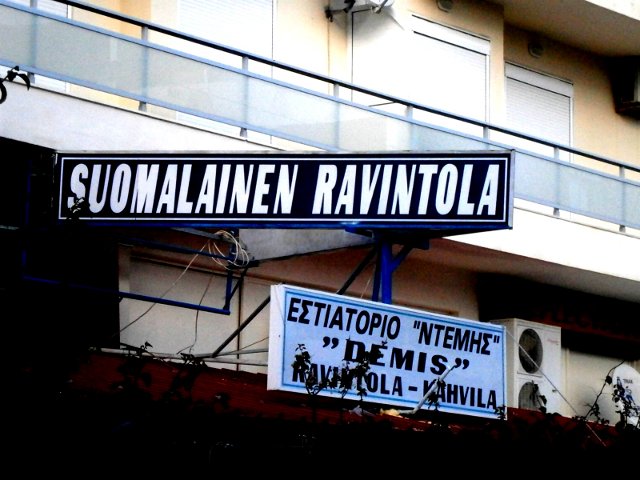 SUOMALAINEN RAVINTOLA
ΕΣΤΙΑΤΟΡΙΟ "ΝΤΕΜΗΣ"
"DEMIS"
RAVINTOLA - KAHVILA